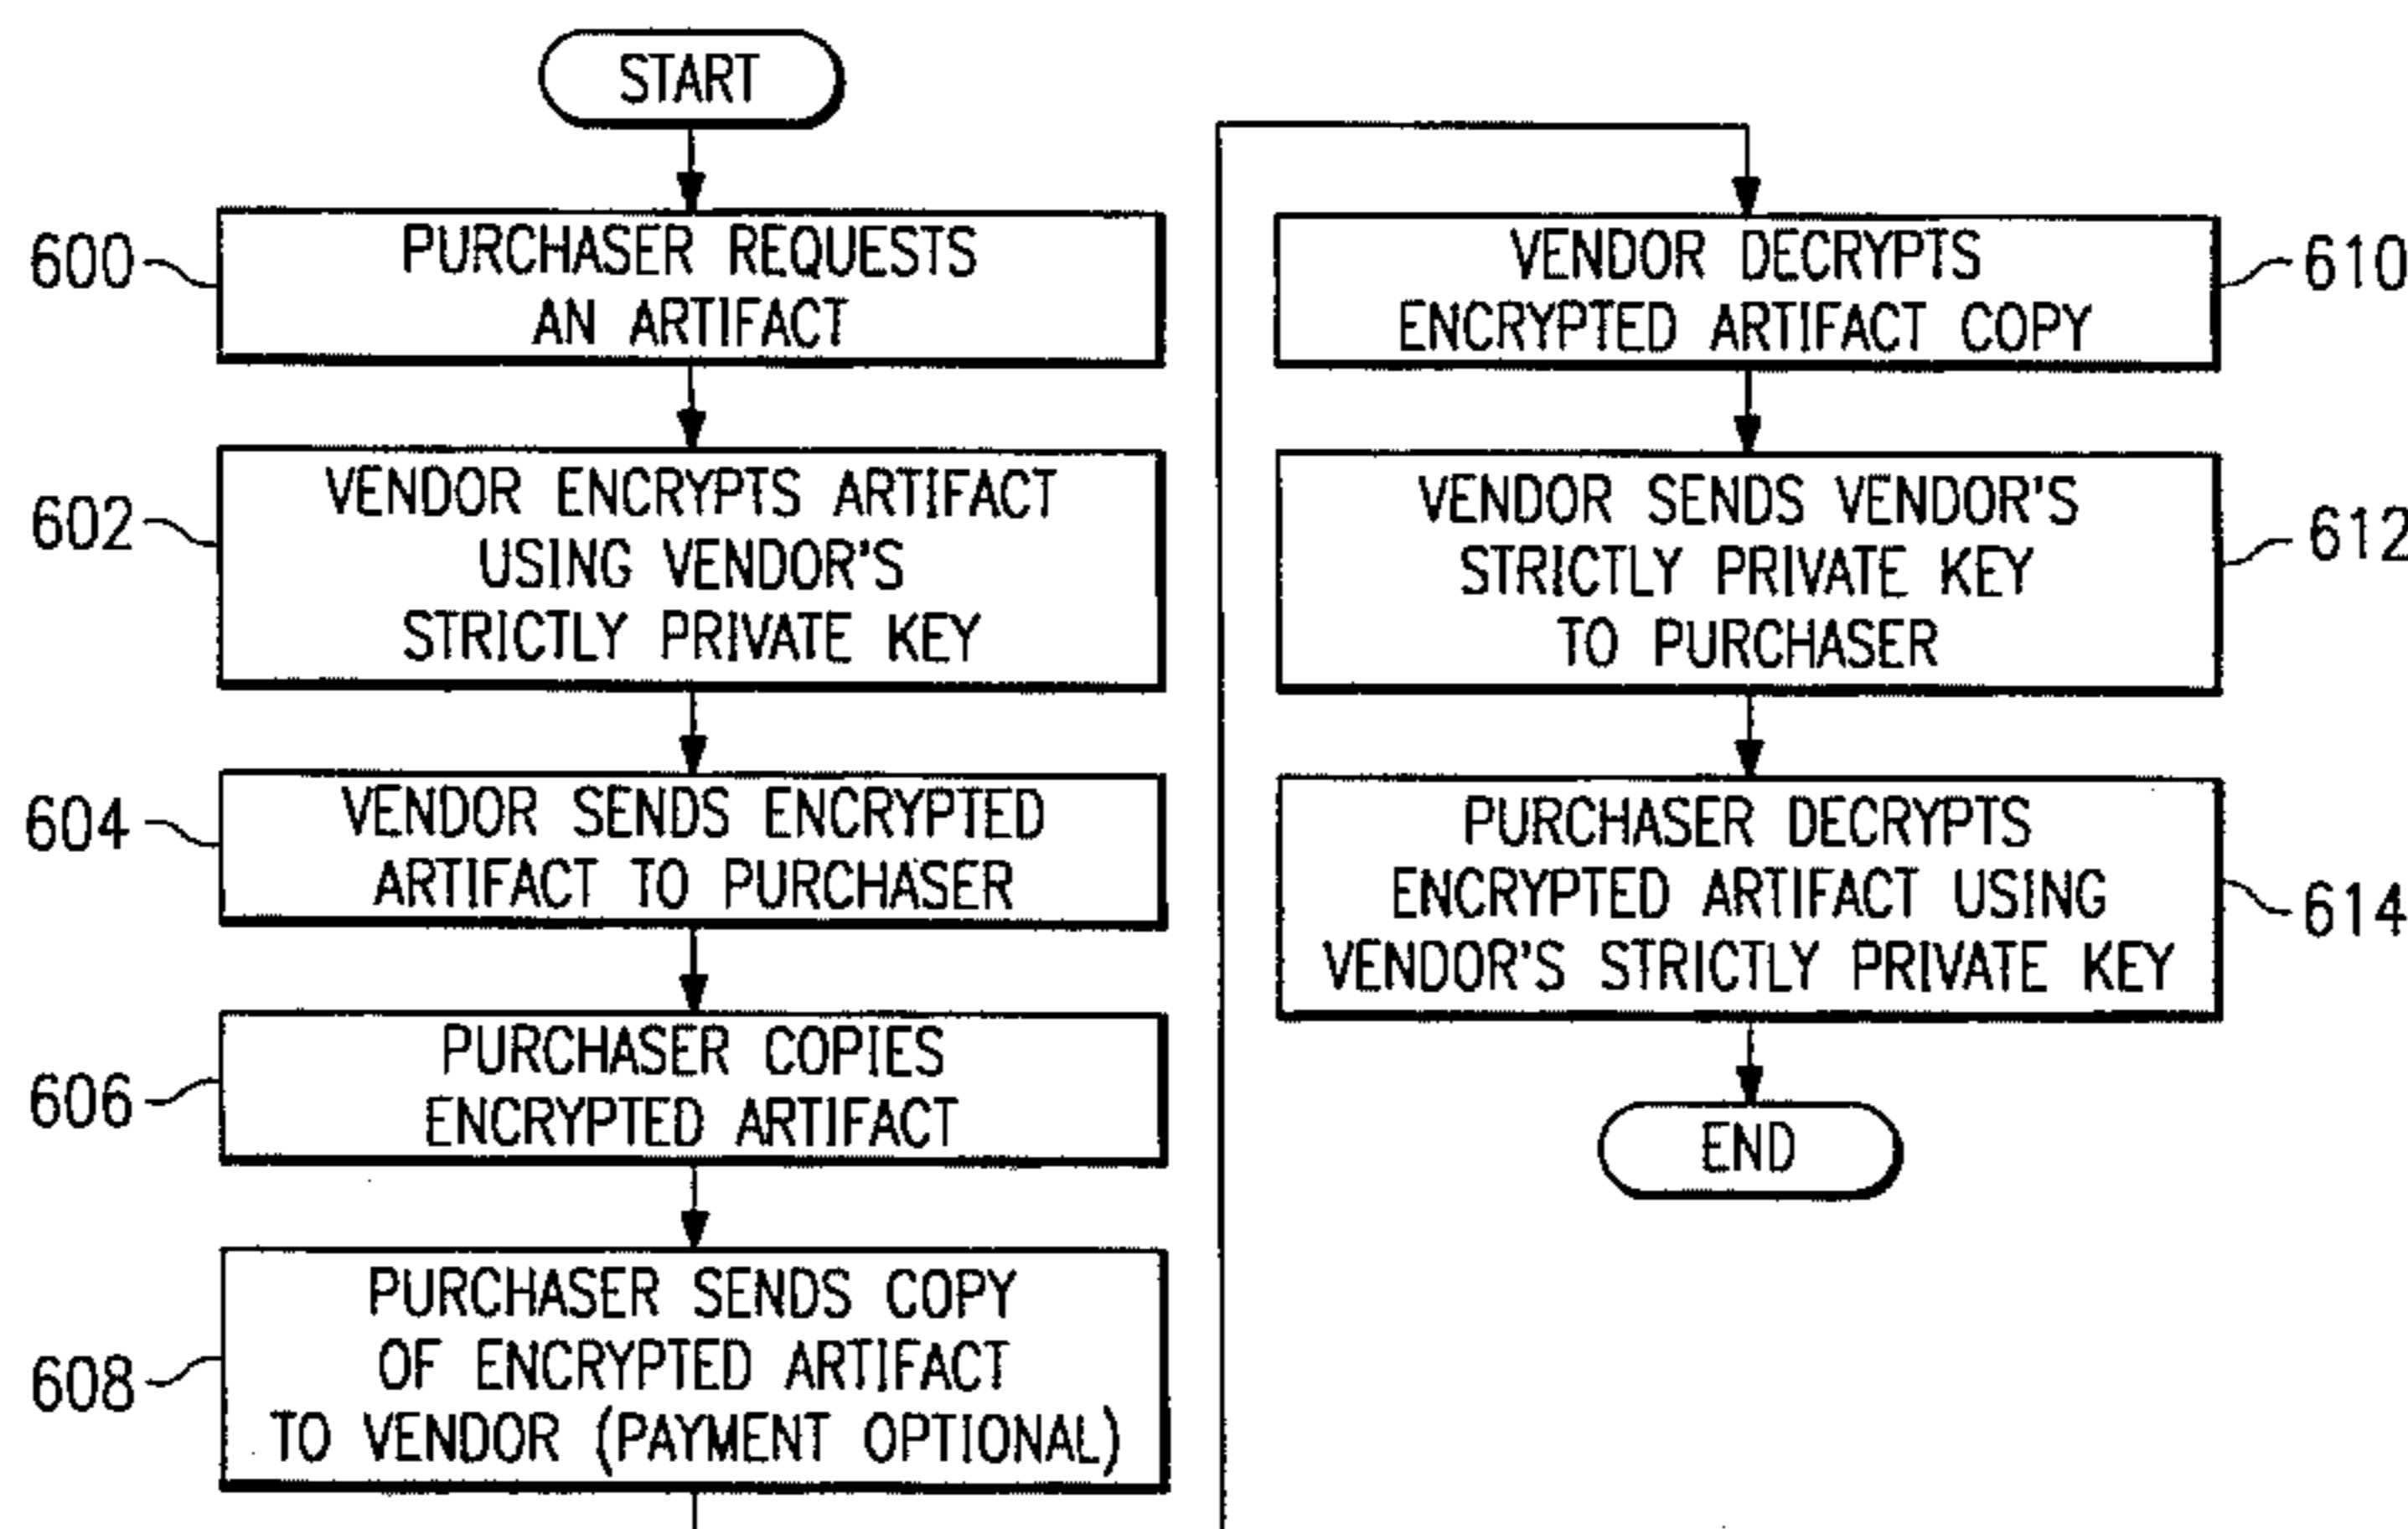 START
600
PURCHASER REQUESTS
AN ARTIFACT
602
VENDOR ENCRYPTS ARTIFACT
USING VENDOR'S
STRICTLY PRIVATE KEY
604
VENDOR SENDS ENCRYPTED
ARTIFACT TO PURCHASER
606
PURCHASER COPIES
ENCRYPTED ARTIFACT
608
PURCHASER SENDS COPY
OF ENCRYPTED ARTIFACT
TO VENDOR (PAYMENT OPTIONAL)
VENDOR DECRYPTS
ENCRYPTED ARTIFACT COPY
610
VENDOR SENDS VENDOR'S
STRICTLY PRIVATE KEY
TO PURCHASER
612
PURCHASER DECRYPTS
ENCRYPTED ARTIFACT USING
VENDOR'S STRICTLY PRIVATE KEY
614
END